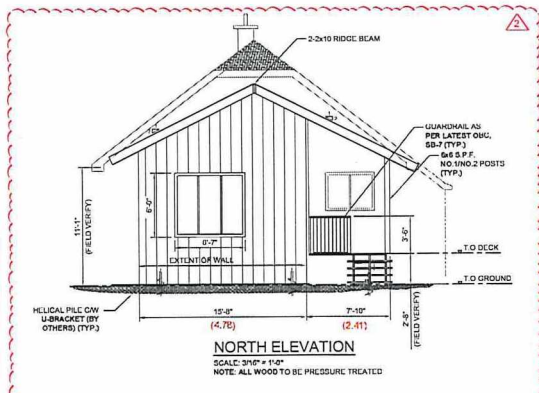 2
2-2x10 RIDGE BEAM
GUARDRAIL AS
PER LATEST OBC,
SB-7 (TYP.)
6x6 S.P.F.
NO.1/NO.2 POSTS
(TYP.)
11'-1"
(FIELD VERIFY)
6'-0"
8'-7"
EXTENT OF WALL
3'-6"
T.O DECK
T.O GROUND
2'-8"
(FIELD VERIFY)
HELICAL PILE C/W
U-BRACKET (BY
OTHERS) (TYP.)
15'-8"
(4.78)
7'-10"
(2.41)
NORTH ELEVATION
SCALE: 3/16" = 1'-0"
NOTE: ALL WOOD TO BE PRESSURE TREATED